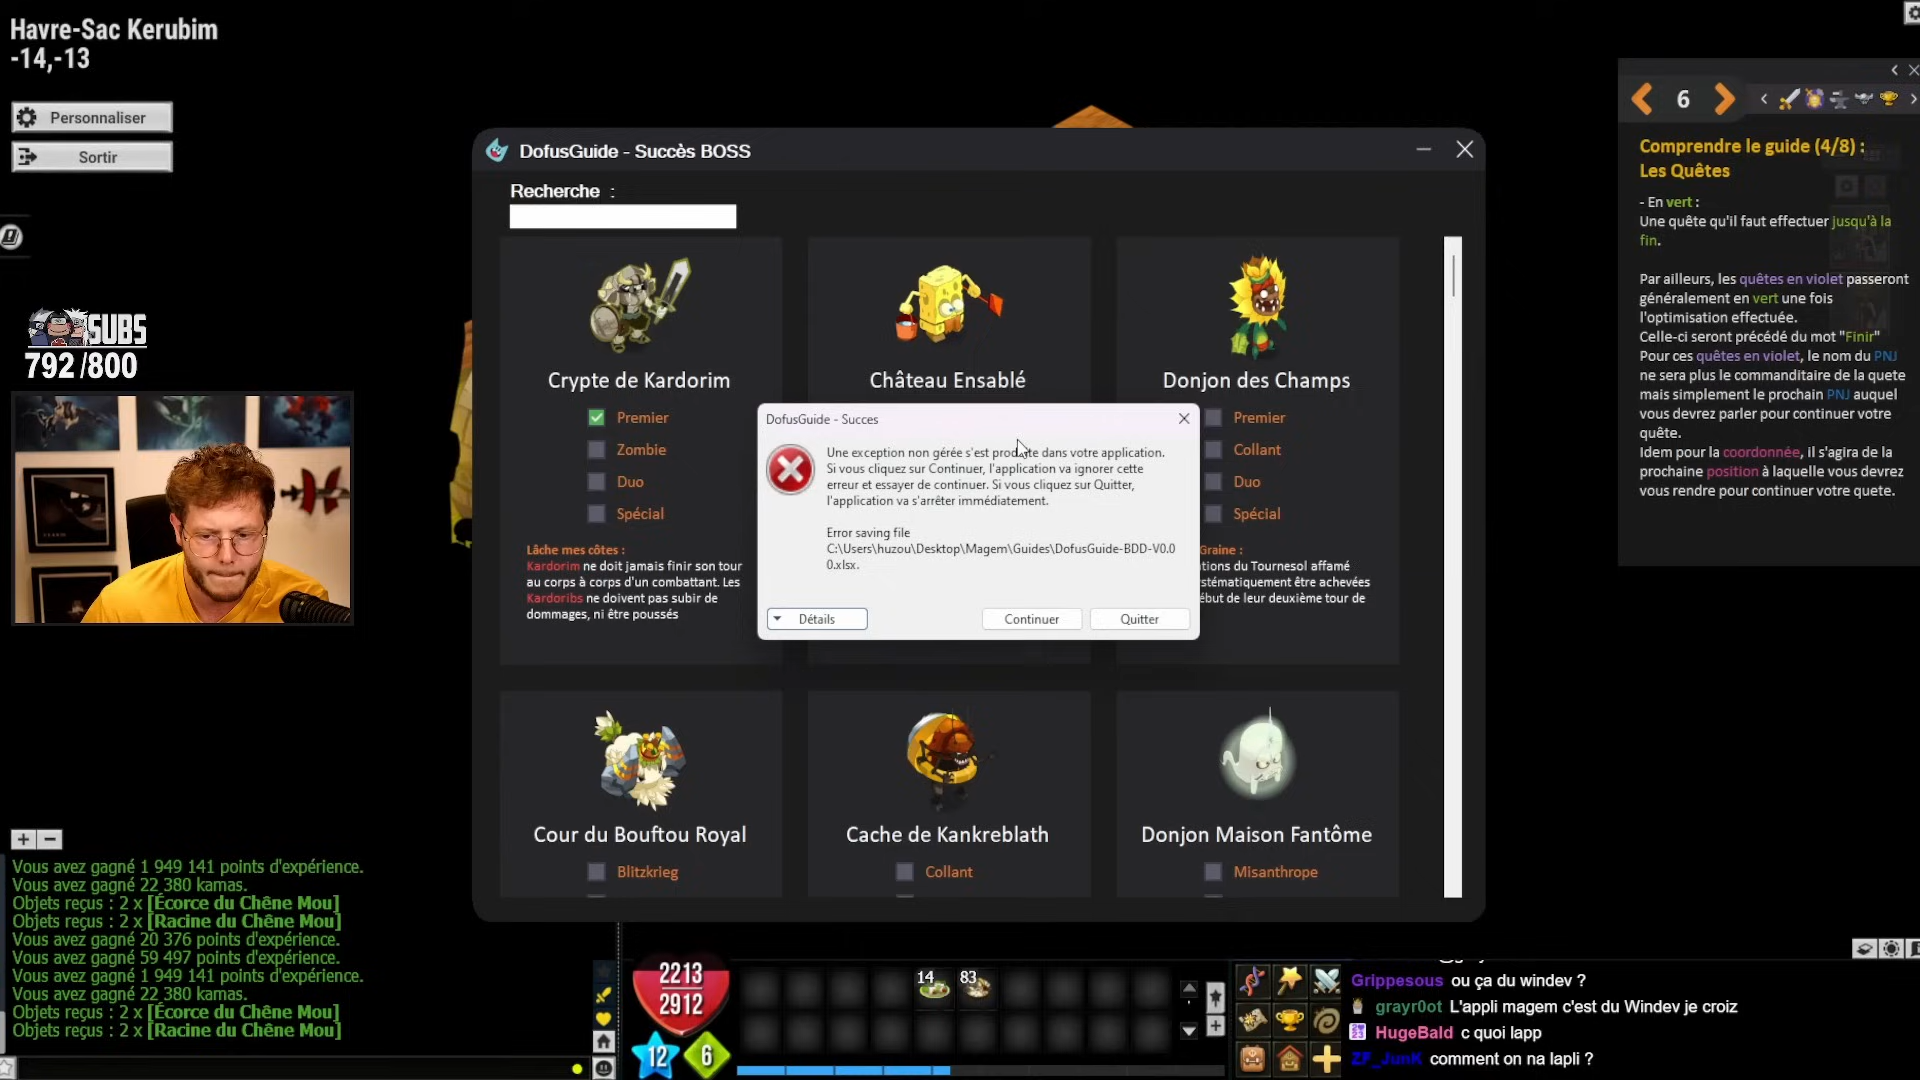 Havre-Sac Kerubim
-14,-13
Personnaliser
Sortir
SUBS
792 /800
DofusGuide - Succès BOSS
Recherche :
Crypte de Kardorim
Premier
Zombie
Duo
Spécial
Lâche mes côtes :
Kardorim ne doit jamais finir son tour
au corps à corps d'un combattant. Les
Kardoribs ne doivent pas subir de
dommages, ni être poussés
Château Ensablé
Donjon des Champs
Premier
Collant
Duo
Spécial
Graine :
tions du Tournesol affamé
stématiquement être achevées
ébut de leur deuxième tour de
DofusGuide - Succes
Une exception non gérée s'est produite dans votre application.
Si vous cliquez sur Continuer, l'application va ignorer cette
erreur et essayer de continuer. Si vous cliquez sur Quitter,
l'application va s'arrêter immédiatement.
Error saving file
C:\Users\huzou\Desktop\Magem\Guides\DofusGuide-BDD-V0.0
0.xlsx.
Détails
Continuer
Quitter
Cour du Bouftou Royal
Blitzkrieg
Cache de Kankreblath
Collant
Donjon Maison Fantôme
Misanthrope
6
Comprendre le guide (4/8) :
Les Quêtes
- En vert :
Une quête qu'il faut effectuer jusqu'à la
fin.
Par ailleurs, les quêtes en violet passeront
généralement en vert une fois
l'optimisation effectuée.
Celle-ci seront précédé du mot "Finir"
Pour ces quêtes en violet, le nom du PNJ
ne sera plus le commanditaire de la quete
mais simplement le prochain PNJ auquel
vous devrez parler pour continuer votre
quête.
Idem pour la coordonnée, il s'agira de la
prochaine position à laquelle vous devrez
vous rendre pour continuer votre quete.
Vous avez gagné 1 949 141 points d'expérience.
Vous avez gagné 22 380 kamas.
Objets reçus : 2 x [Écorce du Chêne Mou]
Objets reçus : 2 x [Racine du Chêne Mou]
Vous avez gagné 20 376 points d'expérience.
Vous avez gagné 59 497 points d'expérience.
Vous avez gagné 1 949 141 points d'expérience.
Vous avez gagné 22 380 kamas.
Objets reçus : 2 x [Écorce du Chêne Mou]
Objets reçus : 2 x [Racine du Chêne Mou]
2213
2912
12
6
14
83
Grippesous ou ça du windev ?
grayr0ot L'appli magem c'est du Windev je croiz
HugeBald c quoi lapp
ZF_JunK comment on na lapli ?